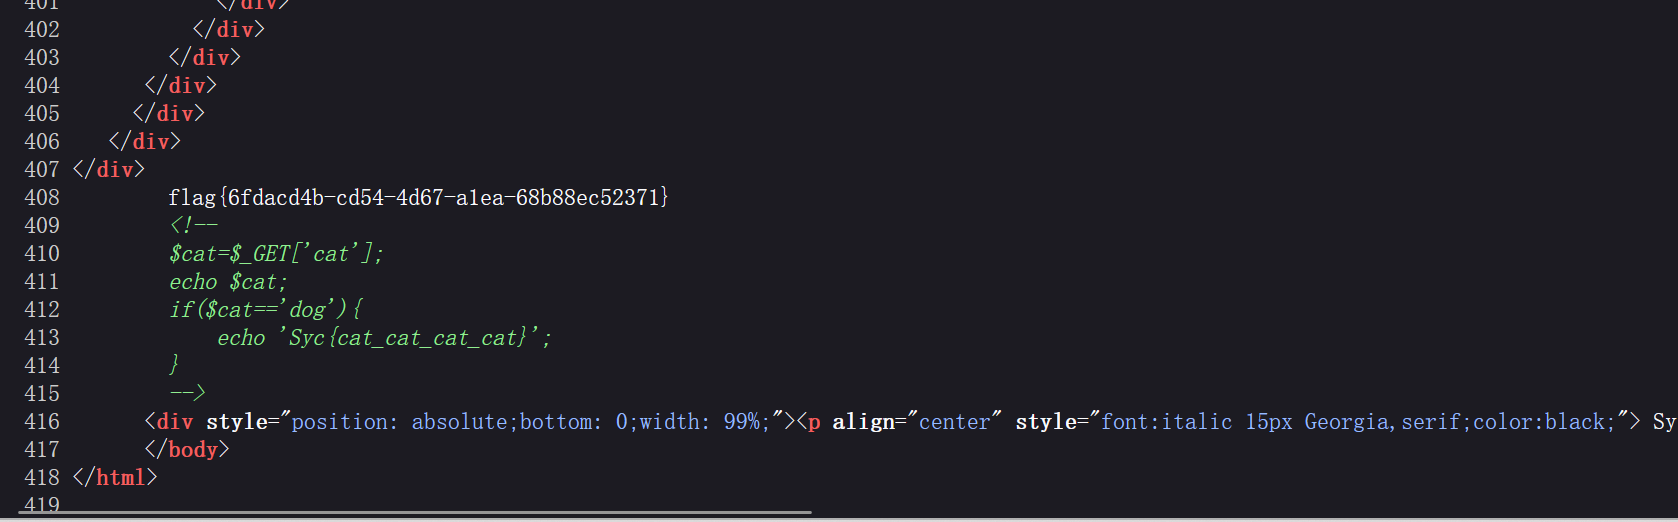 401 </div>
402 </div>
403 </div>
404 </div>
405 </div>
406 </div>
407 </div>
408 flag{6fdacd4b-cd54-4d67-a1ea-68b88ec52371}
409 <!--
410 $cat=$_GET['cat'];
411 echo $cat;
412 if($cat=='dog'){
413 echo 'Syc{cat_cat_cat_cat}';
414 }
415 -->
416 <div style="position: absolute;bottom: 0;width: 99%;"><p align="center" style="font:italic 15px Georgia,serif;color:black;"> Sy
417 </body>
418 </html>
419